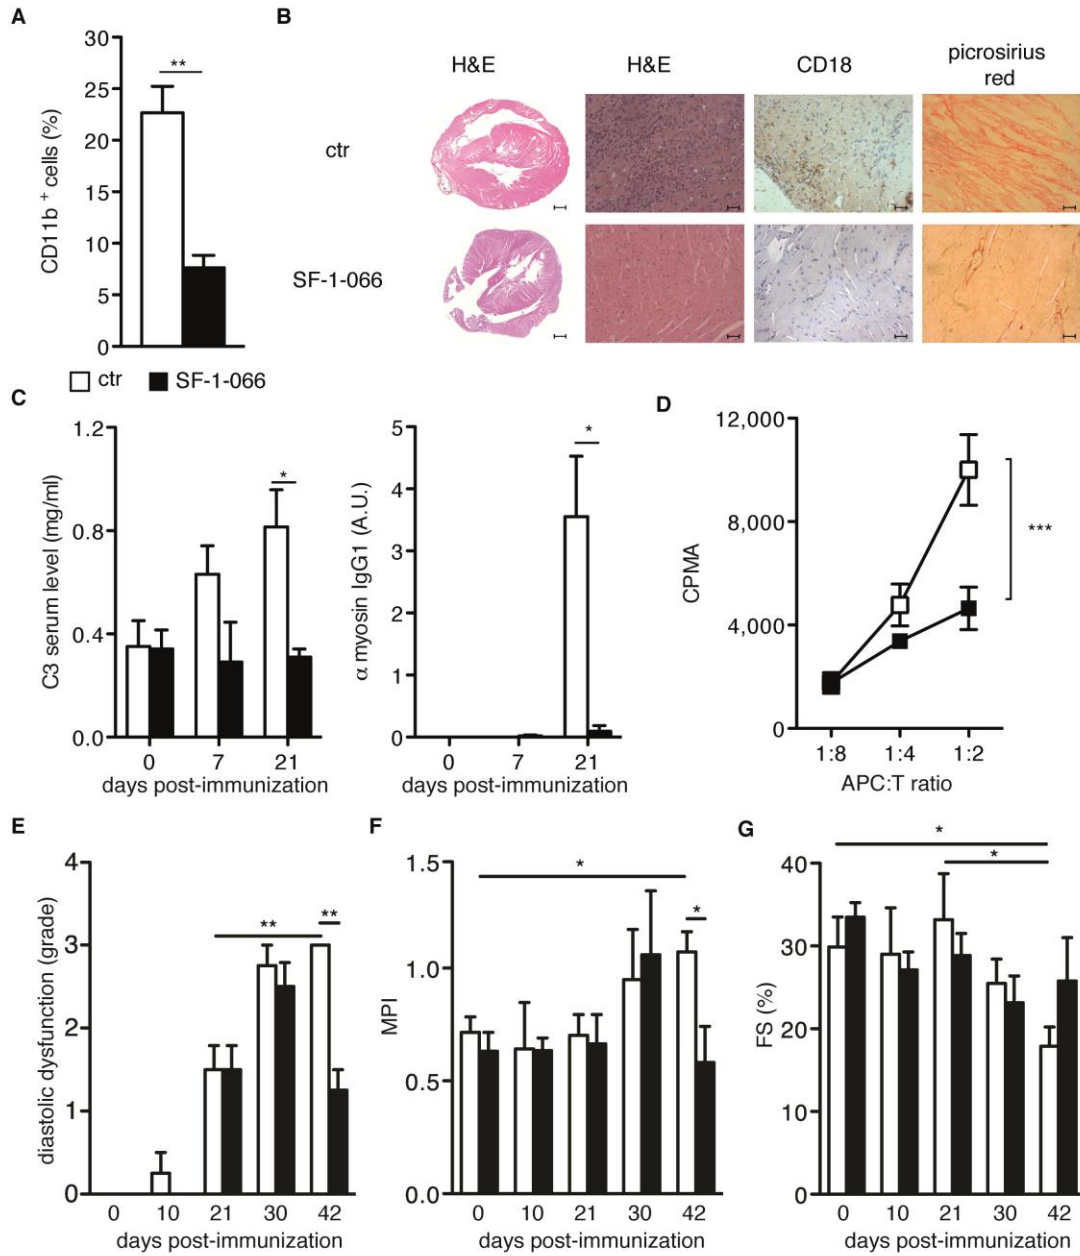 A
CD11b + cells (%)
30
25
20
15
10
5
0
**
B
H&E
H&E
CD18
picrosirius
red
ctr
SF-1-066
ctr
SF-1-066
C
C3 serum level (mg/ml)
1.2
0.8
0.4
0.0
*
0 7 21
days post-immunization
α myosin IgG1 (A.U.)
5
4
3
2
1
0
*
0 7 21
days post-immunization
D
CPMA
12,000
8,000
4,000
0
***
1:8 1:4 1:2
APC:T ratio
E
diastolic dysfunction (grade)
4
3
2
1
0
**
**
0 10 21 30 42
days post-immunization
F
MPI
1.5
1.0
0.5
0.0
*
*
0 10 21 30 42
days post-immunization
G
FS (%)
40
30
20
10
0
*
*
0 10 21 30 42
days post-immunization